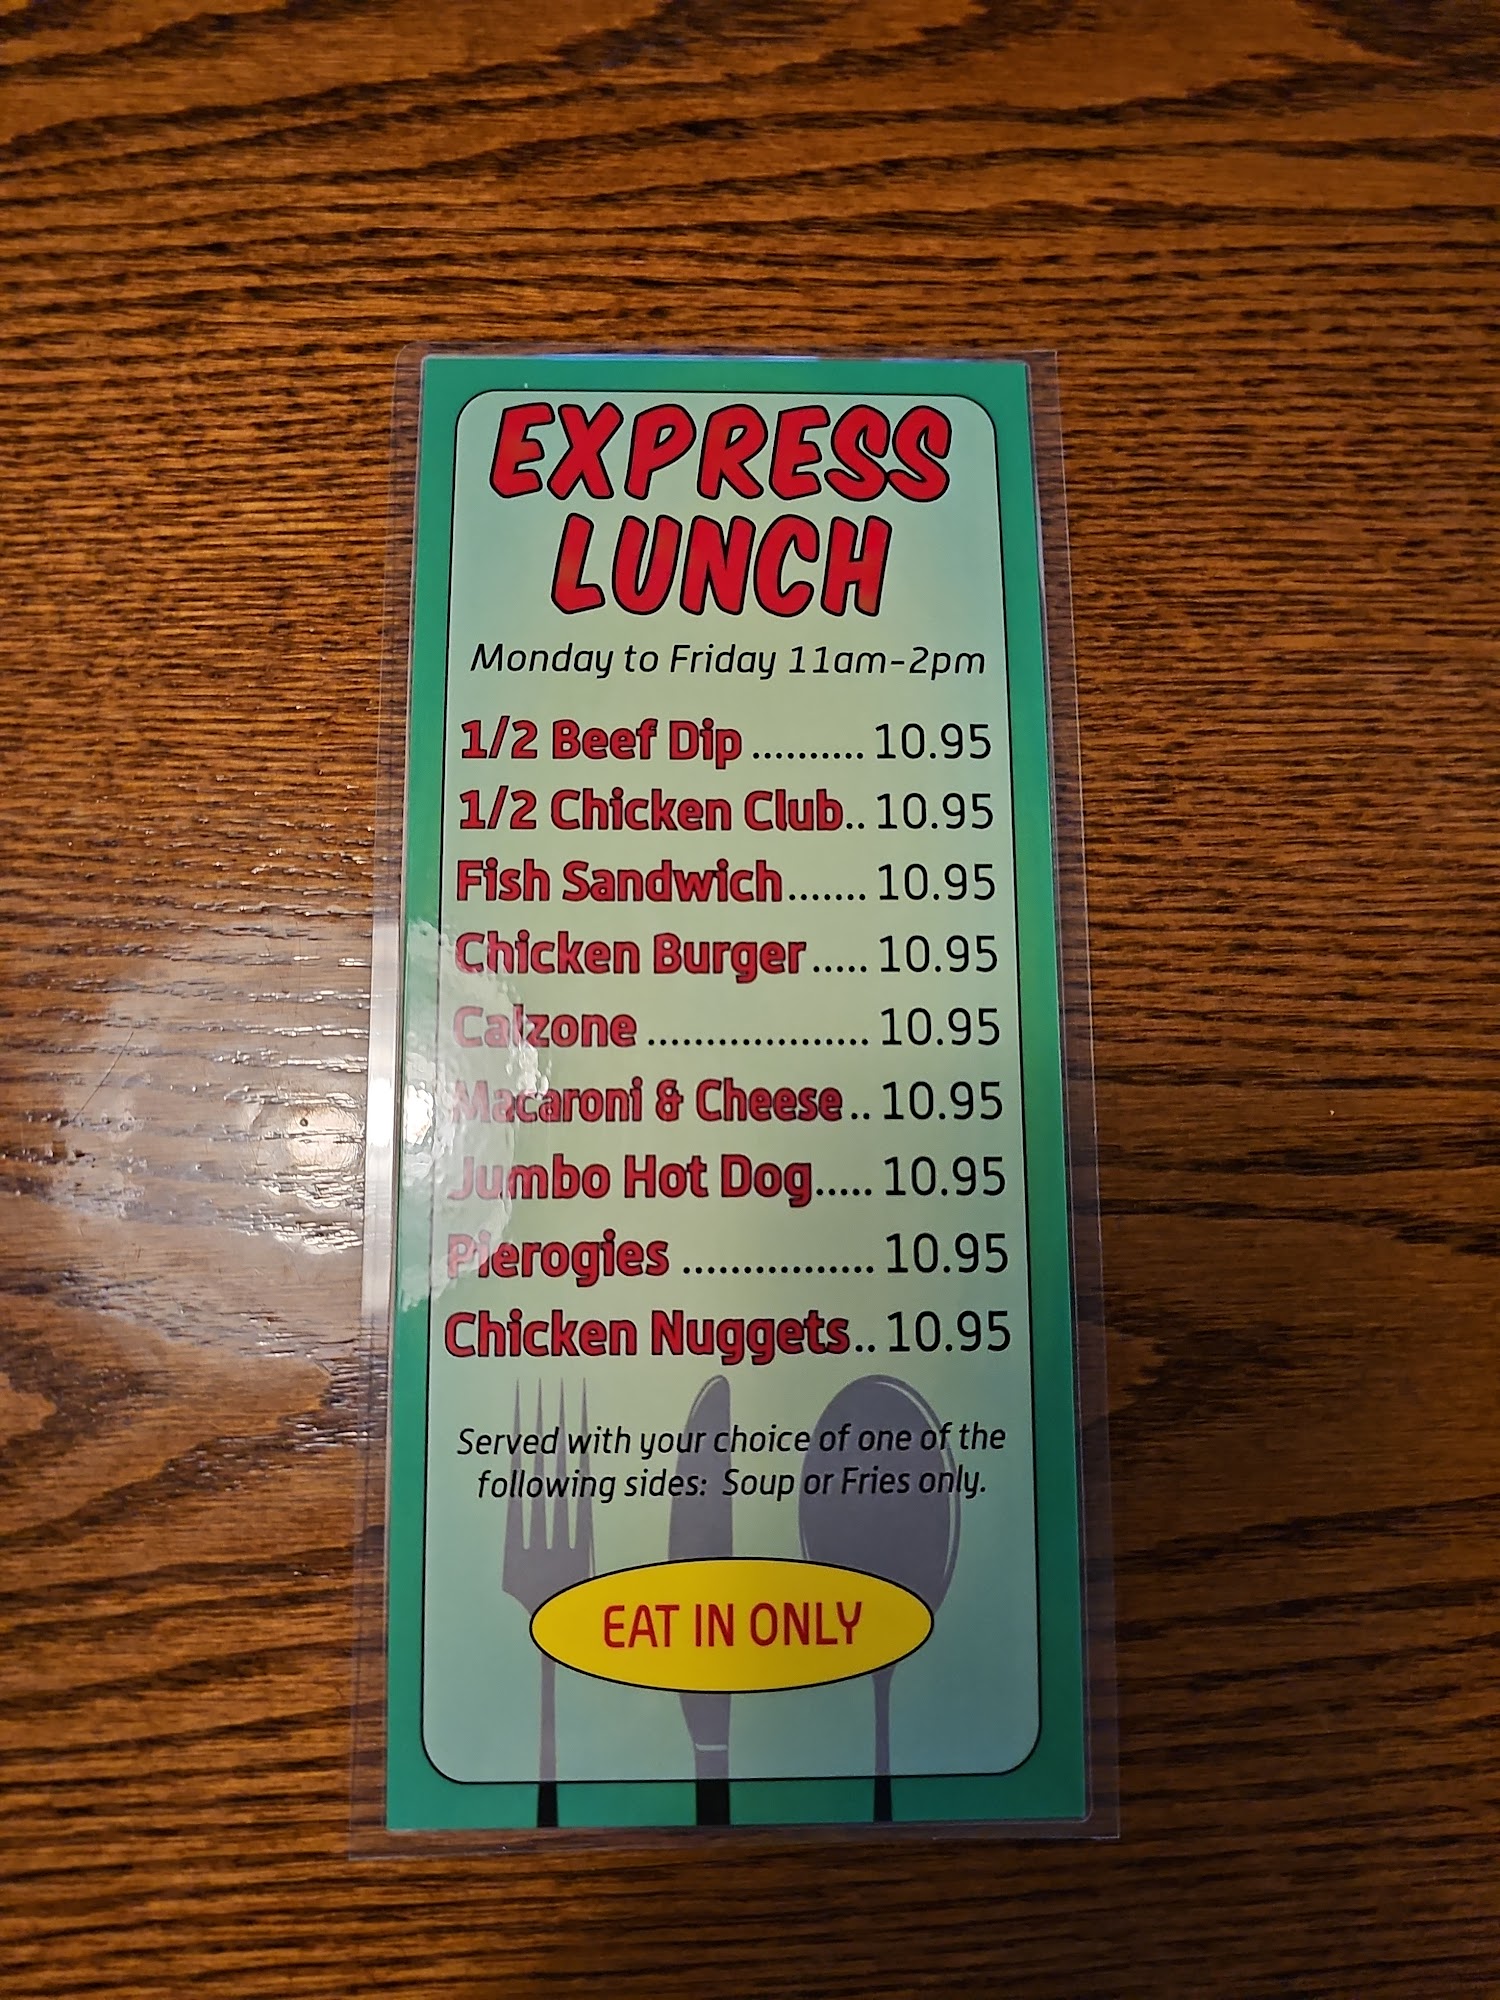 EXPRESS
LUNCH
Monday to Friday 11am-2pm
1/2 Beef Dip .......... 10.95
1/2 Chicken Club.. 10.95
Fish Sandwich....... 10.95
Chicken Burger..... 10.95
Calzone ................... 10.95
Macaroni & Cheese.. 10.95
Jumbo Hot Dog..... 10.95
Pierogies ................ 10.95
Chicken Nuggets.. 10.95
Served with your choice of one of the
following sides: Soup or Fries only.
EAT IN ONLY